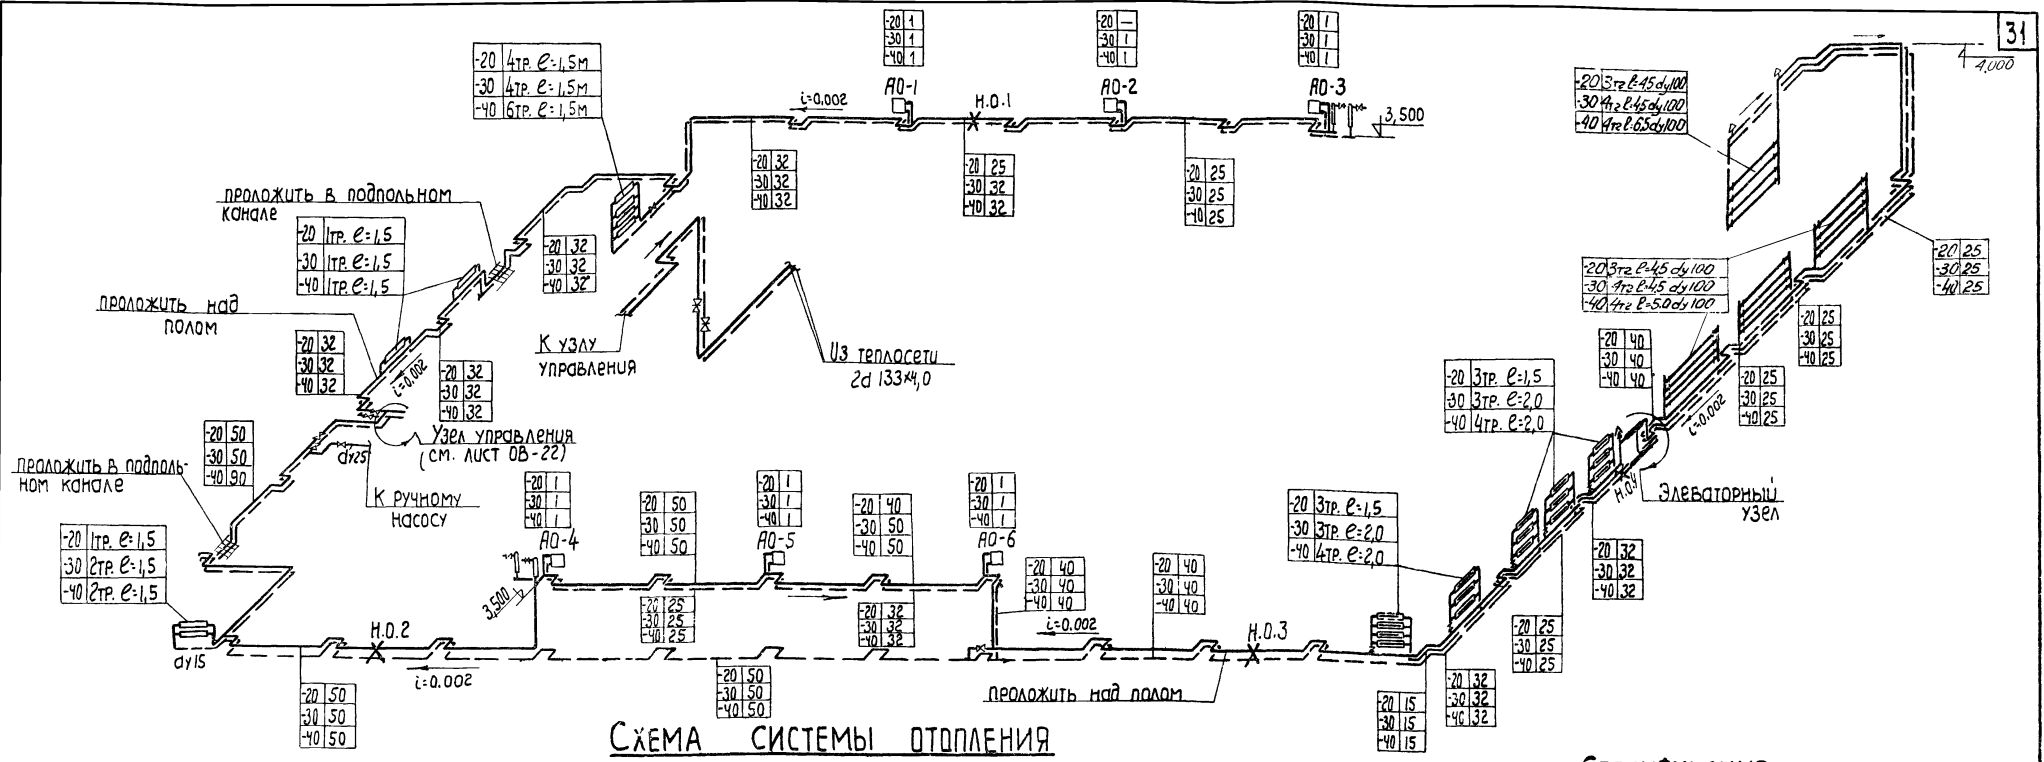 31
-20 1
-30 1
-40 1
АО-1
-20 —
-30 1
-40 1
АО-2
-20 1
-30 1
-40 1
АО-3
3,500
4,000
-20 4тр. ℓ=1,5м
-30 4тр. ℓ=1,5м
-40 6тр. ℓ=1,5м
i=0,002
Н.О.1
-20 32
-30 32
-40 32
-20 25
-30 32
-40 32
-20 25
-30 25
-40 25
-20 3тг ℓ=4,5 dy100
-30 4тг ℓ=4,5 dy100
-40 4тг ℓ=6,5 dy100
проложить в подпольном
канале
-20 1тр. ℓ=1,5
-30 1тр. ℓ=1,5
-40 1тр. ℓ=1,5
-20 32
-30 32
-40 32
проложить над
полом
-20 32
-30 32
-40 32
i=0.002
-20 32
-30 32
-40 32
К узлу
управления
Из теплосети
2d 133×4,0
-20 3тг ℓ=4,5 dy100
-30 4тг ℓ=4,5 dy100
-40 4тг ℓ=5.0 dy100
-20 25
-30 25
-40 25
-20 25
-30 25
-40 25
-20 25
-30 25
-40 25
-20 40
-30 40
-40 40
i=0.002
-20 3тр. ℓ=1,5
-30 3тр. ℓ=2,0
-40 4тр. ℓ=2,0
Узел управления
(см. лист ОВ-22)
dy25
К ручному
насосу
-20 50
-30 50
-40 90
проложить в подполь-
ном канале
-20 1тр. ℓ=1,5
-30 2тр. ℓ=1,5
-40 2тр. ℓ=1,5
dy15
-20 1
-30 1
-40 1
АО-4
3,500
-20 50
-30 50
-40 50
-20 1
-30 1
-40 1
АО-5
-20 40
-30 50
-40 50
-20 1
-30 1
-40 1
АО-6
-20 25
-30 25
-40 25
-20 32
-30 32
-40 32
-20 40
-30 40
-40 40
i=0.002
-20 40
-30 40
-40 40
-20 3тр. ℓ=1,5
-30 3тр. ℓ=2,0
-40 4тр. ℓ=2,0
Н.О.4
Элеваторный
узел
-20 32
-30 32
-40 32
-20 25
-30 25
-40 25
Н.О.2
i=0.002
Н.О.3
проложить над полом
-20 50
-30 50
-40 50
-20 50
-30 50
-40 50
-20 15
-30 15
-40 15
-20 32
-30 32
-40 32
Схема системы отопления